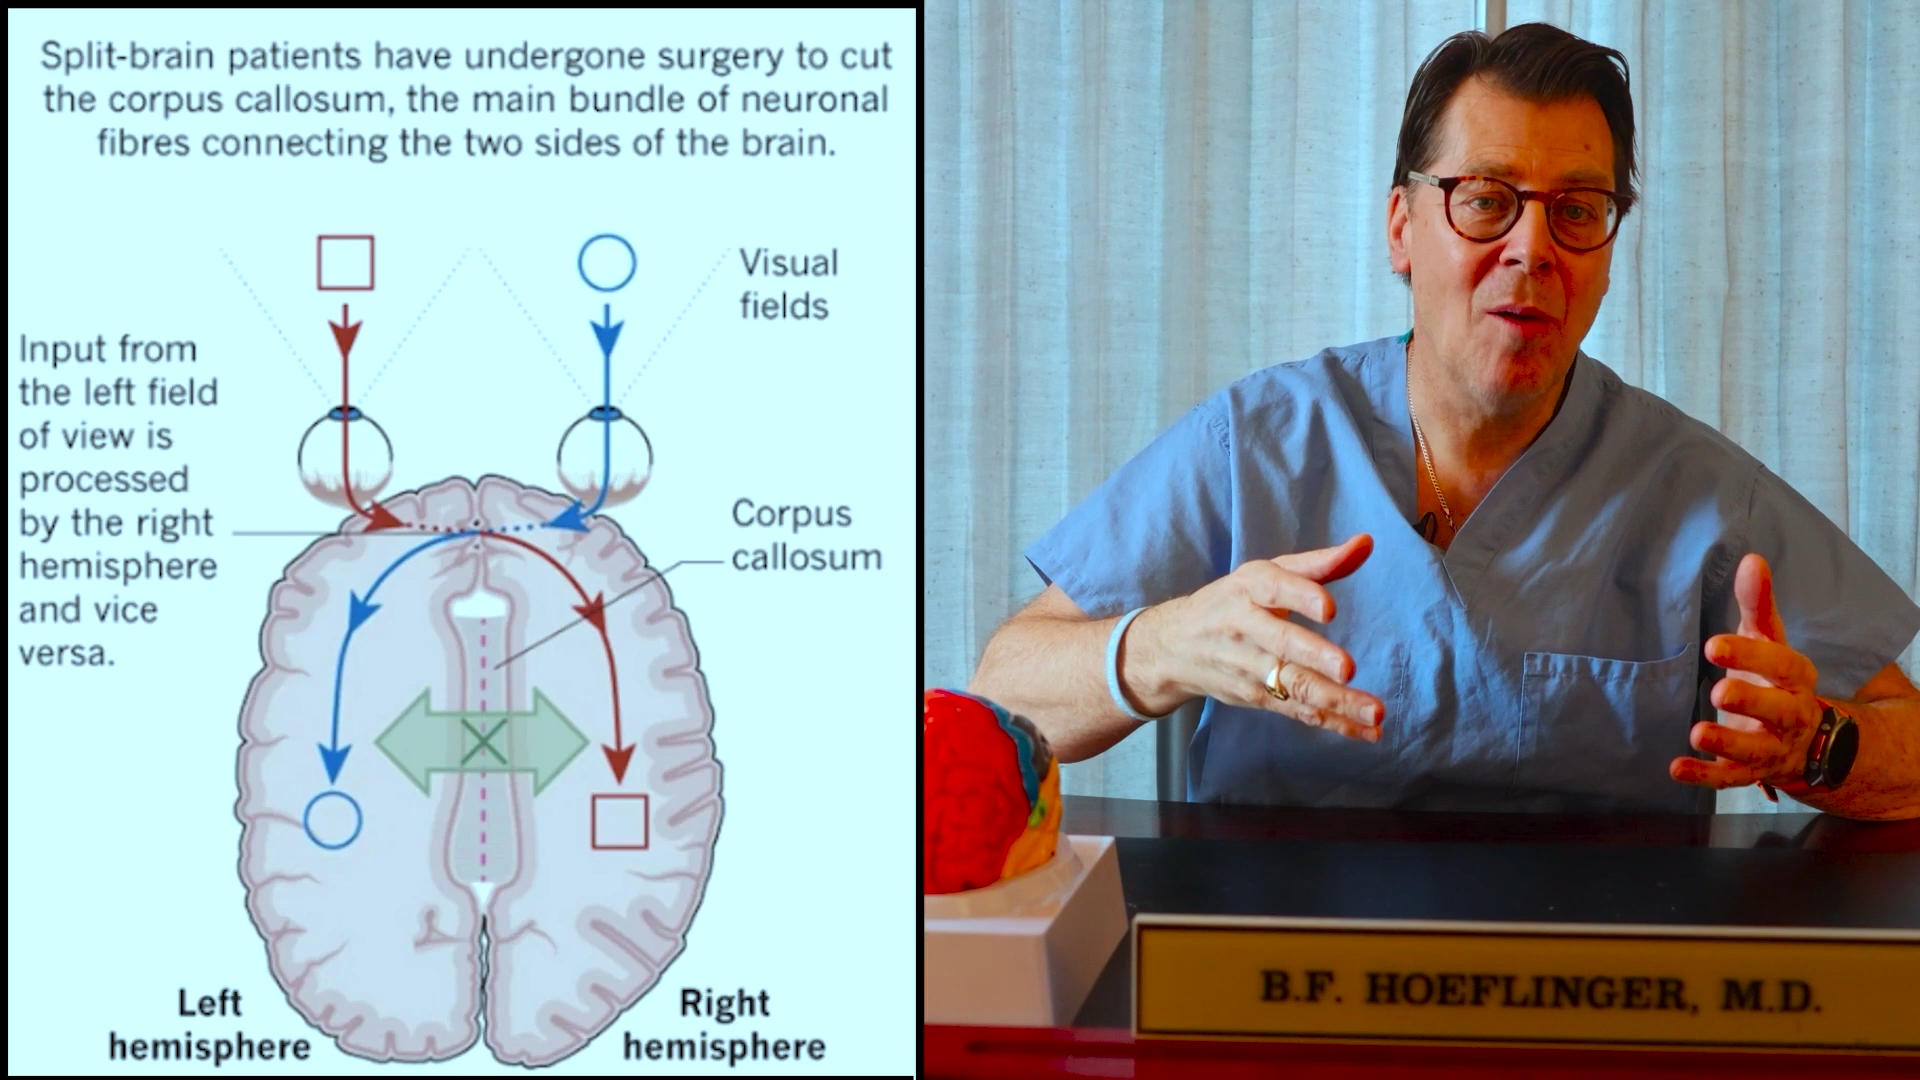 Split-brain patients have undergone surgery to cut
the corpus callosum, the main bundle of neuronal
fibres connecting the two sides of the brain.
Visual
fields
Input from
the left field
of view is
processed
by the right
hemisphere
and vice
versa.
Corpus
callosum
Left
hemisphere
Right
hemisphere
B.F. HOEFLINGER, M.D.